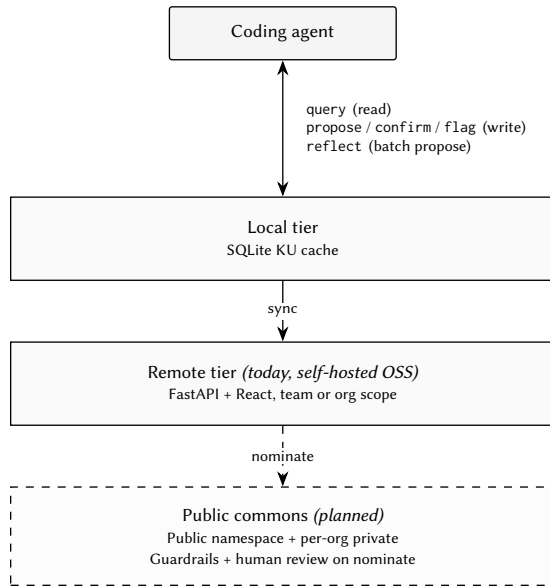 Coding agent
query (read)
propose / confirm / flag (write)
reflect (batch propose)
Local tier
SQLite KU cache
sync
Remote tier (today, self-hosted OSS)
FastAPI + React, team or org scope
nominate
Public commons (planned)
Public namespace + per-org private
Guardrails + human review on nominate